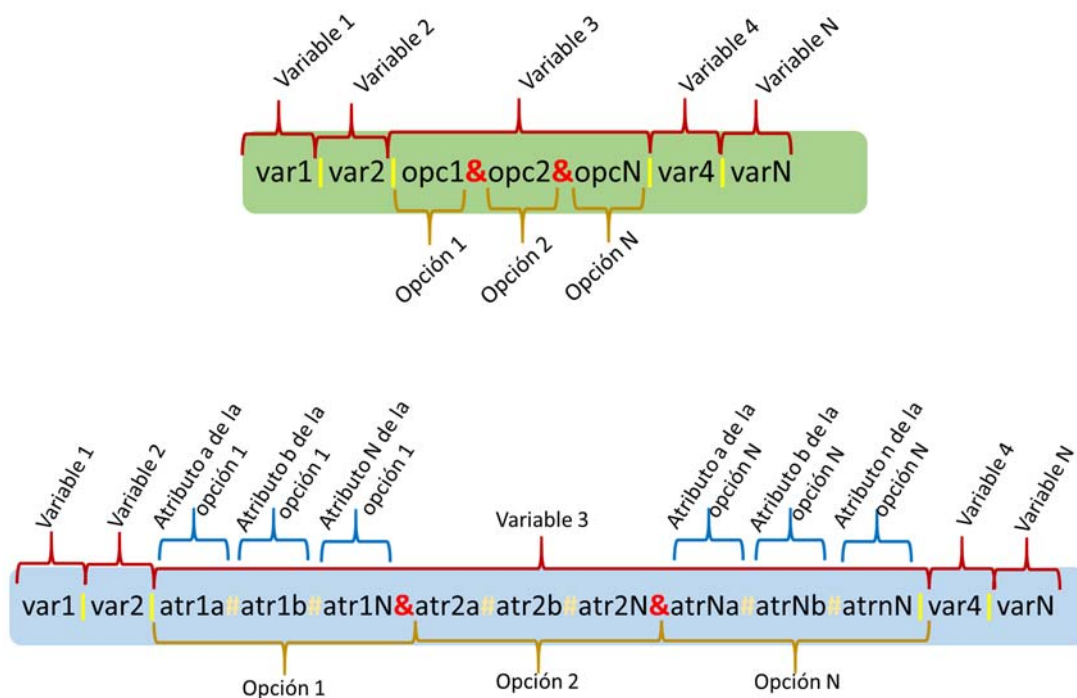 Variable 1
Variable 2
Variable 3
Variable 4
Variable N
var1|var2|opc1&opc2&opcN|var4|varN
Opción 1
Opción 2
Opción N
Variable 1
Variable 2
Atributo a de la
opción 1
Atributo b de la
opción 1
Atributo N de la
opción 1
Variable 3
Atributo a de la
opción N
Atributo b de la
opción N
Atributo n de la
opción N
Variable 4
Variable N
var1|var2|atr1a#atr1b#atr1N&atr2a#atr2b#atr2N&atrNa#atrNb#atrnN|var4|varN
Opción 1
Opción 2
Opción N